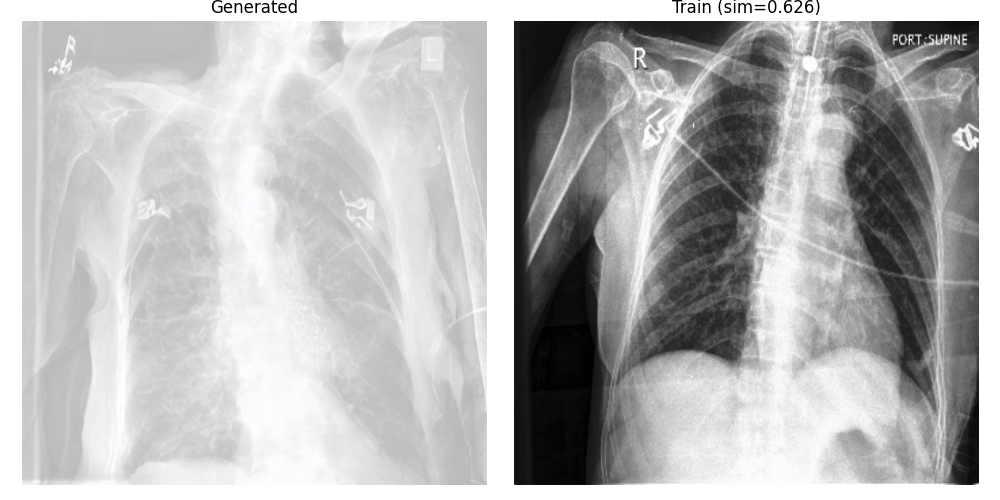 Generated
Train (sim=0.626)
R
L
R
PORT:SUPINE